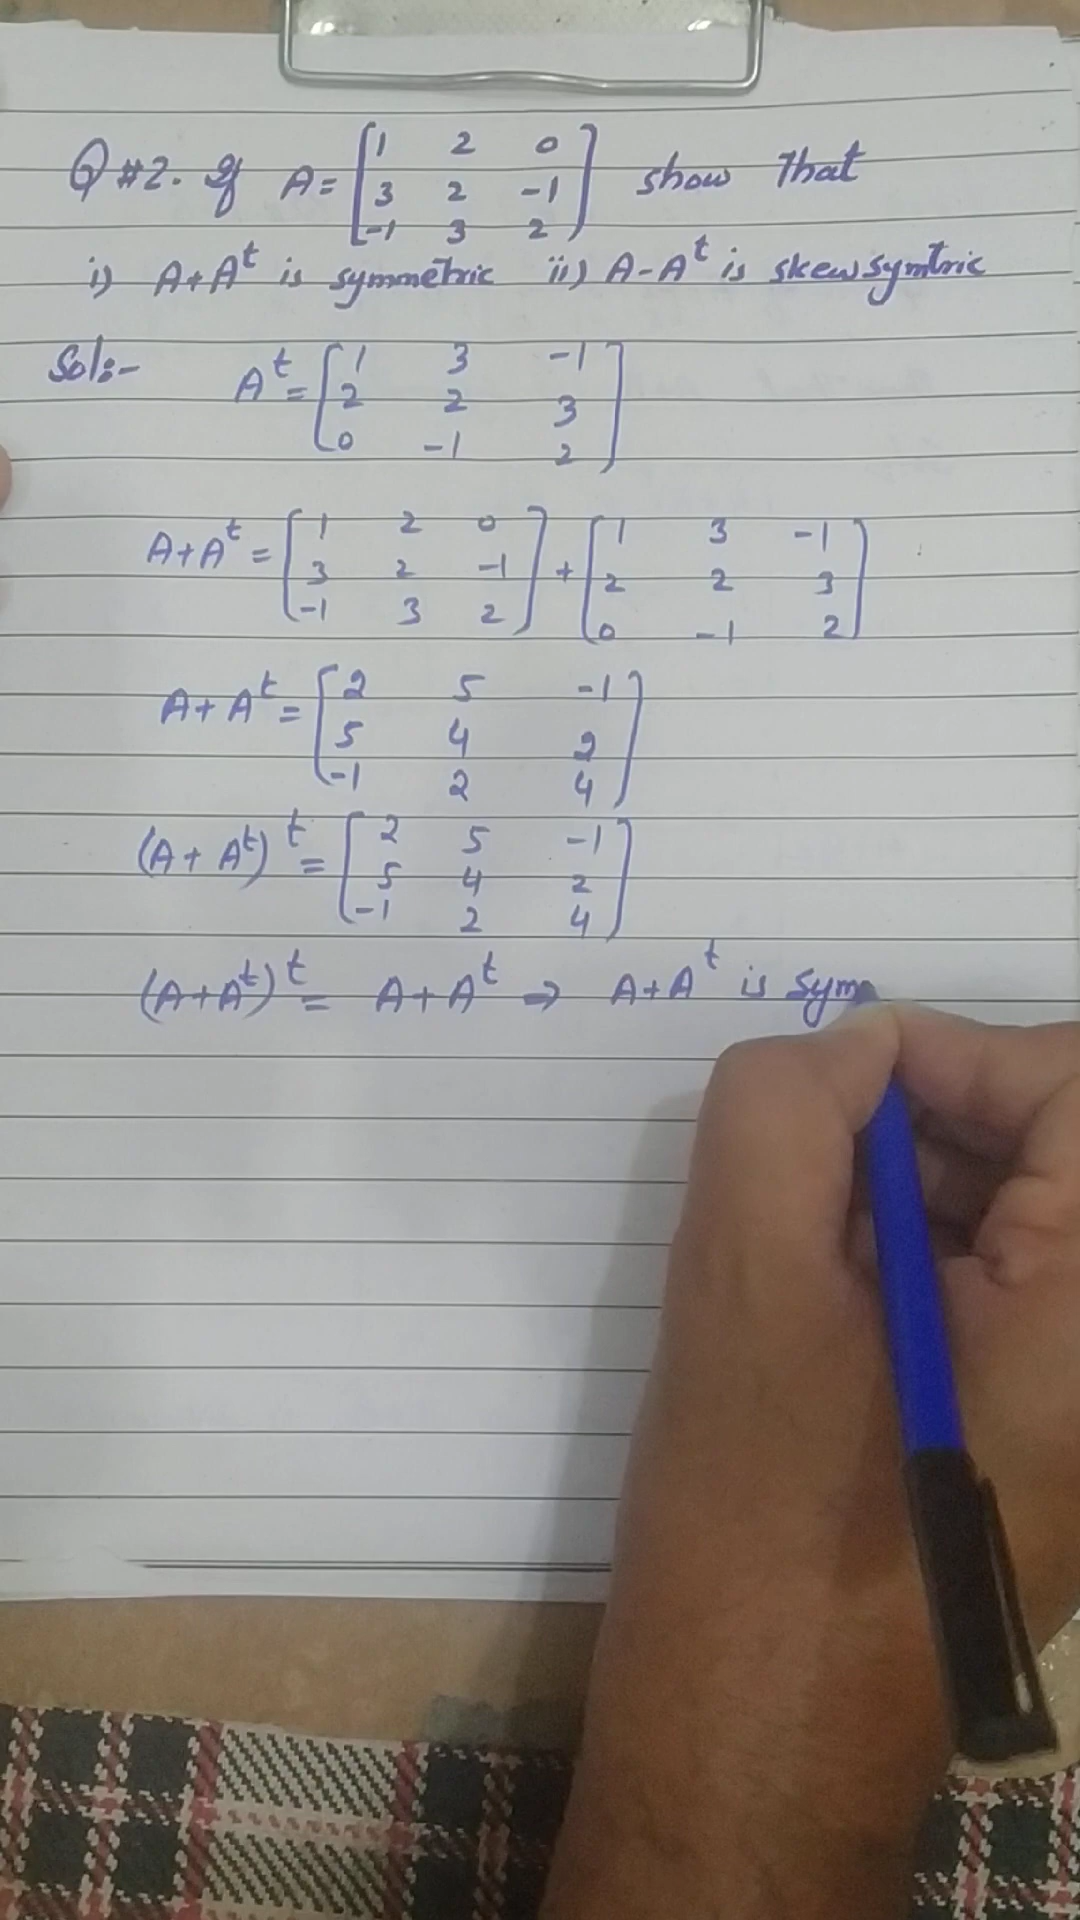 Q #2. If A = [1 2 0
3 2 -1
-1 3 2] show that
i) A+A^t is symmetric ii) A-A^t is skew symtric
Sol:- A^t = [1 3 -1
2 2 3
0 -1 2]
A+A^t = [1 2 0
3 2 -1
-1 3 2] + [1 3 -1
2 2 3
0 -1 2]
A+A^t = [2 5 -1
5 4 2
-1 2 4]
(A+A^t)^t = [2 5 -1
5 4 2
-1 2 4]
(A+A^t)^t = A+A^t ⇒ A+A^t is sym